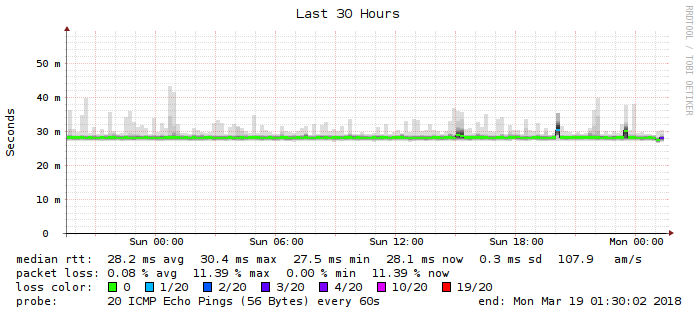 Last 30 Hours
RRDTOOL / TOBI OETIKER
Seconds
50 m
40 m
30 m
20 m
10 m
0
Sun 00:00 Sun 06:00 Sun 12:00 Sun 18:00 Mon 00:00
median rtt: 28.2 ms avg 30.4 ms max 27.5 ms min 28.1 ms now 0.3 ms sd 107.9 am/s
packet loss: 0.08 % avg 11.39 % max 0.00 % min 11.39 % now
loss color: 0 1/20 2/20 3/20 4/20 10/20 19/20
probe: 20 ICMP Echo Pings (56 Bytes) every 60s end: Mon Mar 19 01:30:02 2018